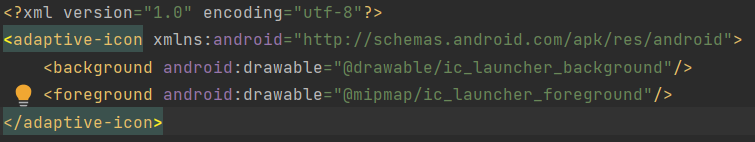 <?xml version="1.0" encoding="utf-8"?>
<adaptive-icon xmlns:android="http://schemas.android.com/apk/res/android">
    <background android:drawable="@drawable/ic_launcher_background"/>
    <foreground android:drawable="@mipmap/ic_launcher_foreground"/>
</adaptive-icon>